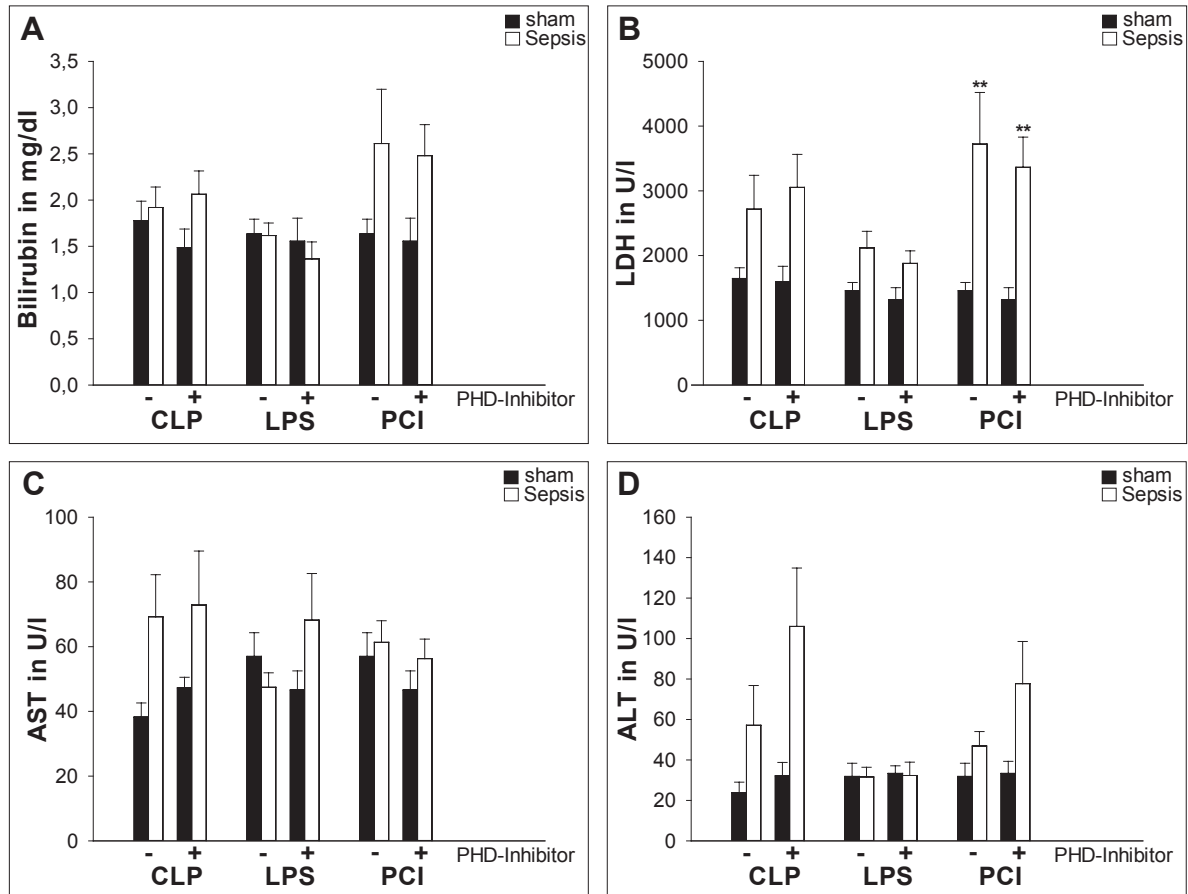 A
sham
Sepsis
Bilirubin in mg/dl
3,5
3,0
2,5
2,0
1,5
1,0
0,5
0,0
- + - + - + PHD-Inhibitor
CLP LPS PCI
B
sham
Sepsis
LDH in U/l
5000
4000
3000
2000
1000
0
**
**
- + - + - + PHD-Inhibitor
CLP LPS PCI
C
sham
Sepsis
AST in U/l
100
80
60
40
20
0
- + - + - + PHD-Inhibitor
CLP LPS PCI
D
sham
Sepsis
ALT in U/l
160
140
120
100
80
60
40
20
0
- + - + - + PHD-Inhibitor
CLP LPS PCI